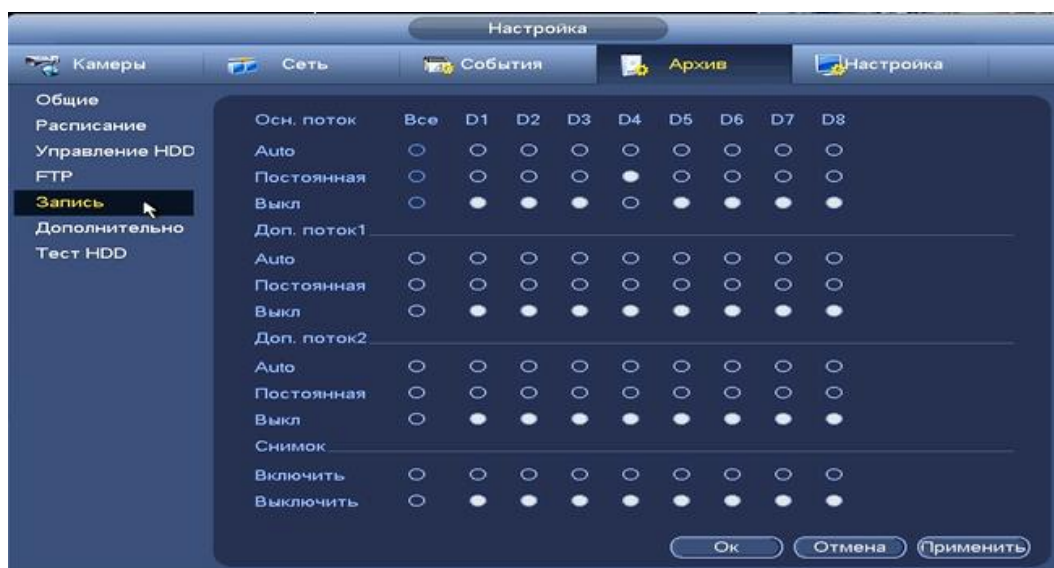 Настройка
Камеры Сеть События Архив Настройка
Общие
Расписание
Управление HDD
FTP
Запись
Дополнительно
Тест HDD
Осн. поток Все D1 D2 D3 D4 D5 D6 D7 D8
Auto
Постоянная
Выкл
Доп. поток1
Auto
Постоянная
Выкл
Доп. поток2
Auto
Постоянная
Выкл
Снимок
Включить
Выключить
Ок Отмена Применить